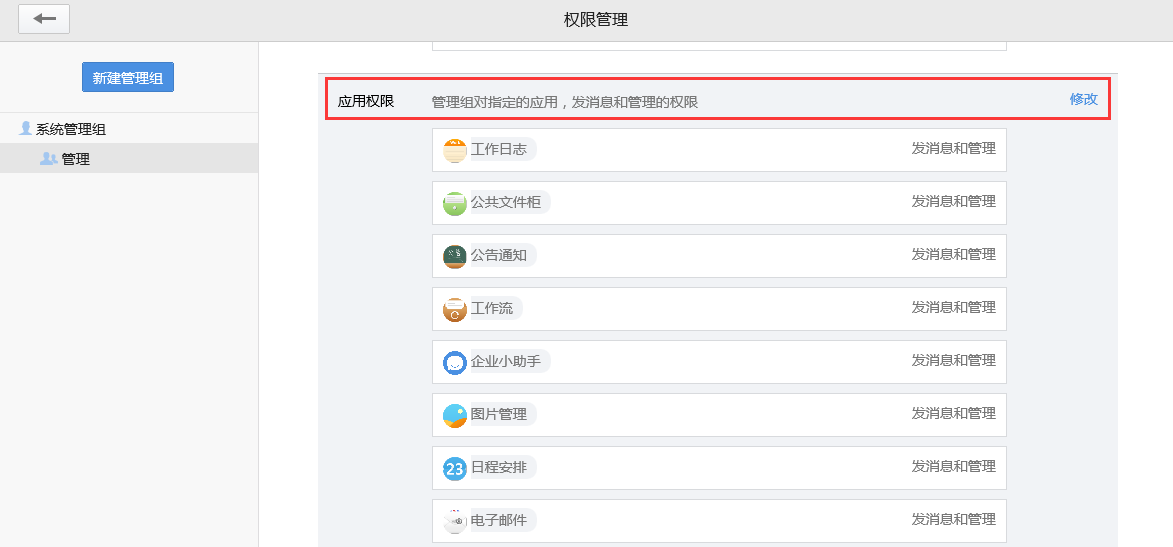 权限管理
新建管理组
系统管理组
管理
应用权限 管理组对指定的应用，发消息和管理的权限 修改
工作日志 发消息和管理
公共文件柜 发消息和管理
公告通知 发消息和管理
工作流 发消息和管理
企业小助手 发消息和管理
图片管理 发消息和管理
23 日程安排 发消息和管理
电子邮件 发消息和管理